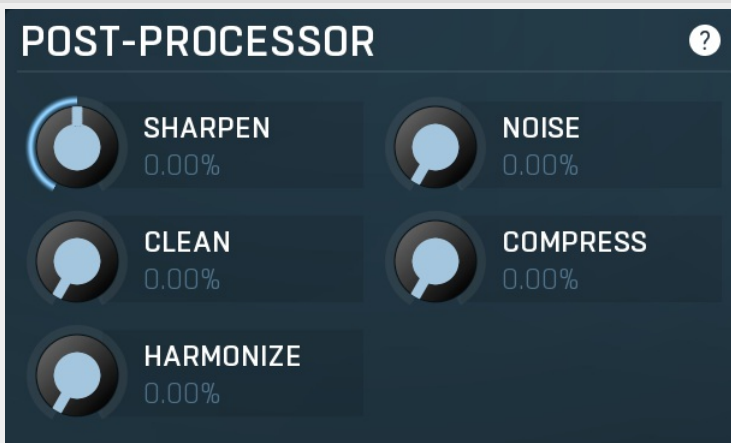 POST-PROCESSOR
?
SHARPEN
0.00%
NOISE
0.00%
CLEAN
0.00%
COMPRESS
0.00%
HARMONIZE
0.00%